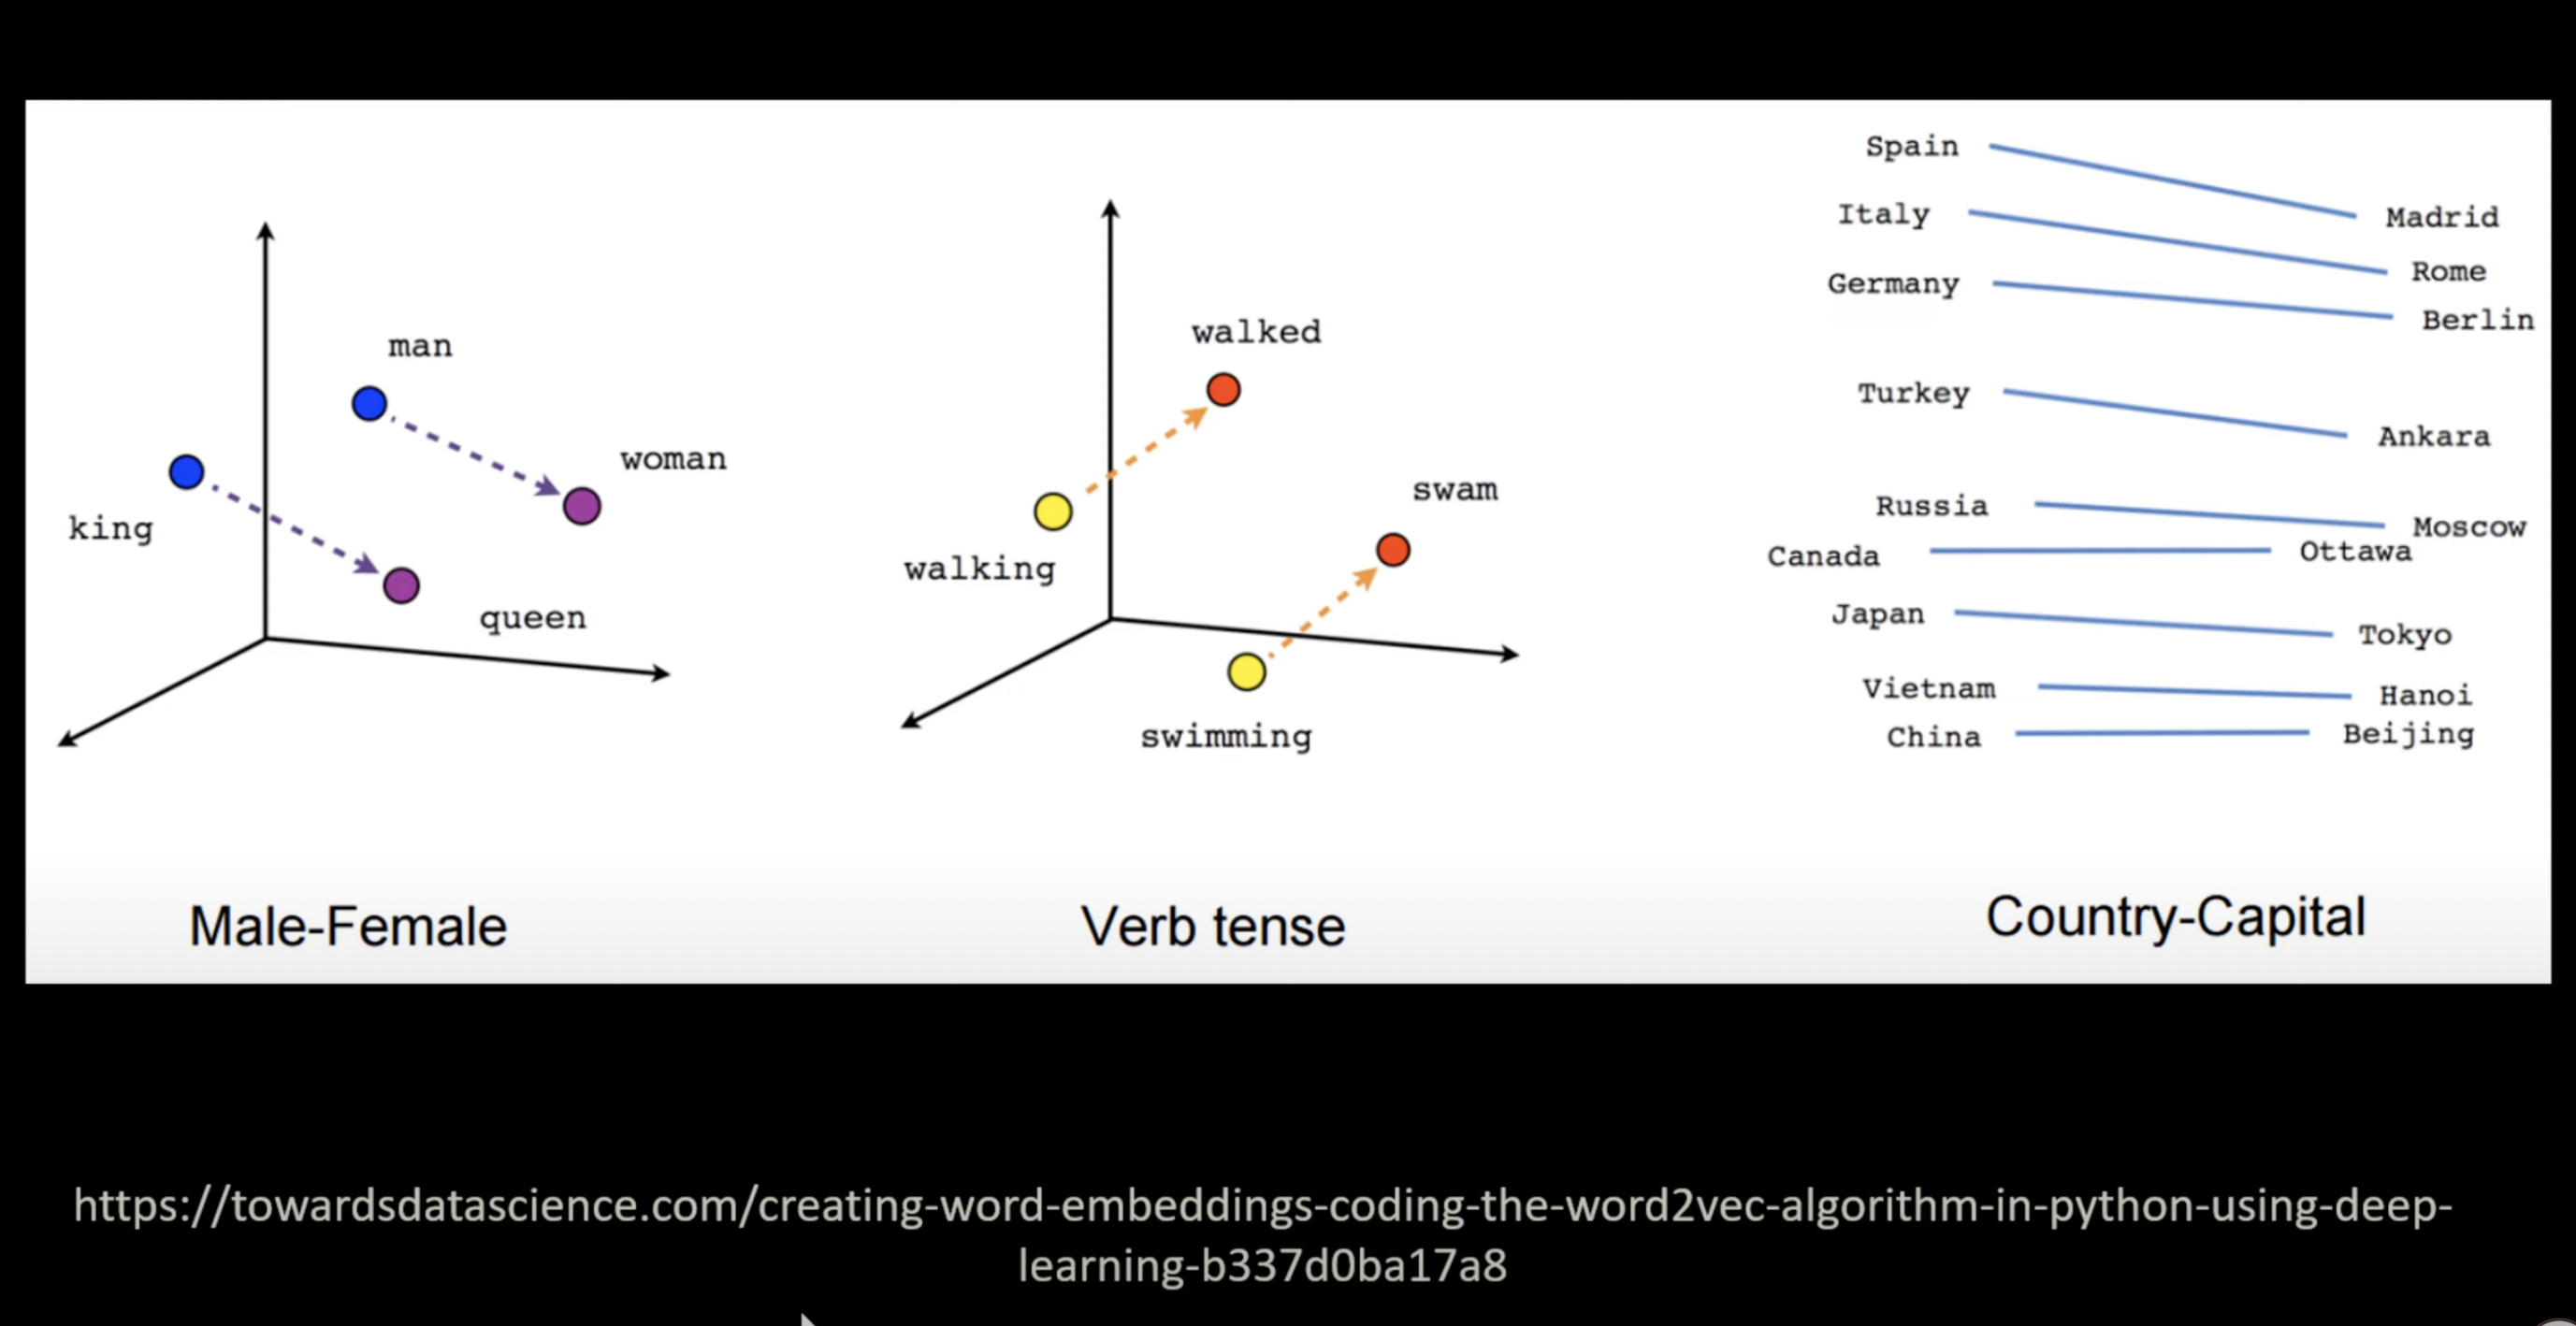 man
woman
king
queen
Male-Female
walked
swam
walking
swimming
Verb tense
Spain
Madrid
Italy
Rome
Germany
Berlin
Turkey
Ankara
Russia
Moscow
Canada
Ottawa
Japan
Tokyo
Vietnam
Hanoi
China
Beijing
Country-Capital
https://towardsdatascience.com/creating-word-embeddings-coding-the-word2vec-algorithm-in-python-using-deep-
learning-b337d0ba17a8